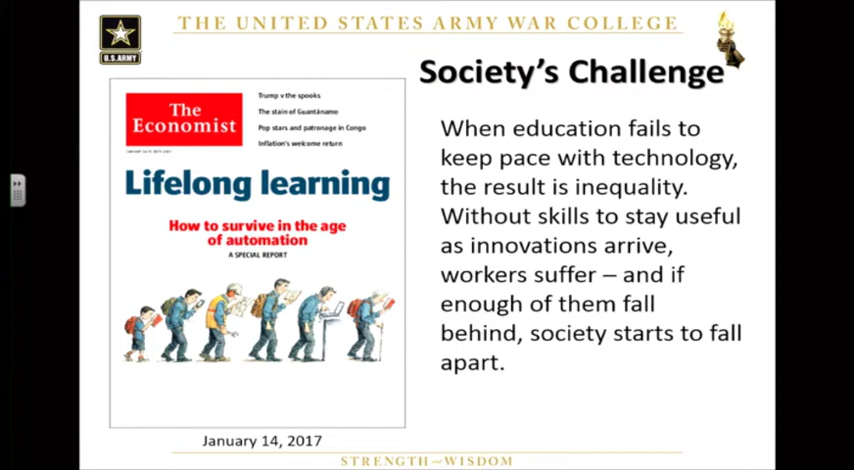 THE UNITED STATES ARMY WAR COLLEGE
U.S.ARMY
Society's Challenge
The
Economist
Trump v the spooks
The stain of Guantánamo
Pop stars and patronage in Congo
Inflation's welcome return
Lifelong learning
How to survive in the age
of automation
A SPECIAL REPORT
January 14, 2017
When education fails to
keep pace with technology,
the result is inequality.
Without skills to stay useful
as innovations arrive,
workers suffer – and if
enough of them fall
behind, society starts to fall
apart.
STRENGTH and WISDOM